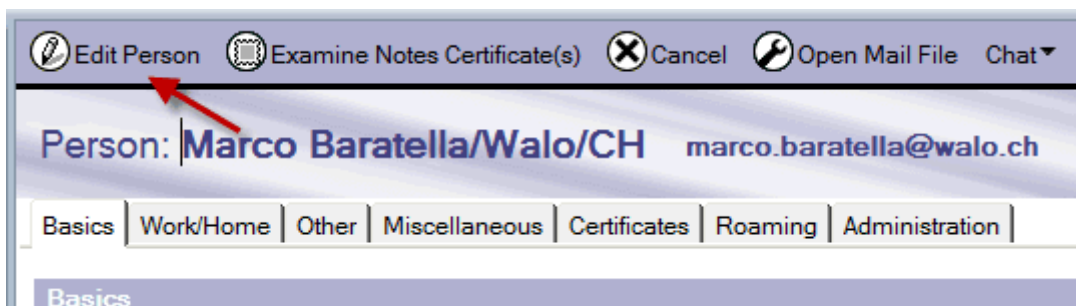 Edit Person Examine Notes Certificate(s) Cancel Open Mail File Chat
Person: Marco Baratella/Walo/CH marco.baratella@walo.ch
Basics Work/Home Other Miscellaneous Certificates Roaming Administration
Basics